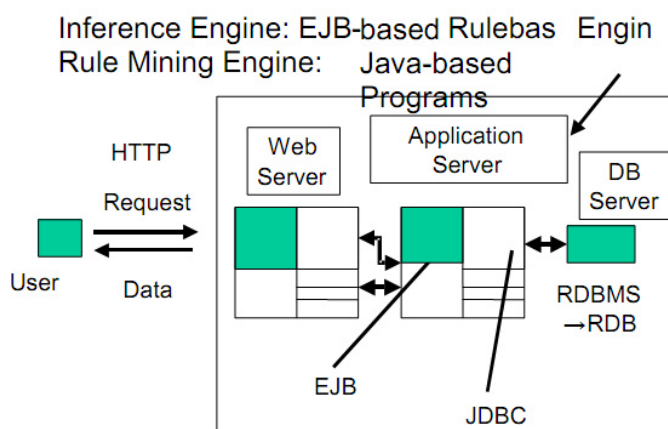 Inference Engine: EJB-based Rulebas Engin
Rule Mining Engine: Java-based
Programs
Web
Server
Application
Server
DB
Server
HTTP
Request
User
Data
RDBMS
→RDB
EJB
JDBC